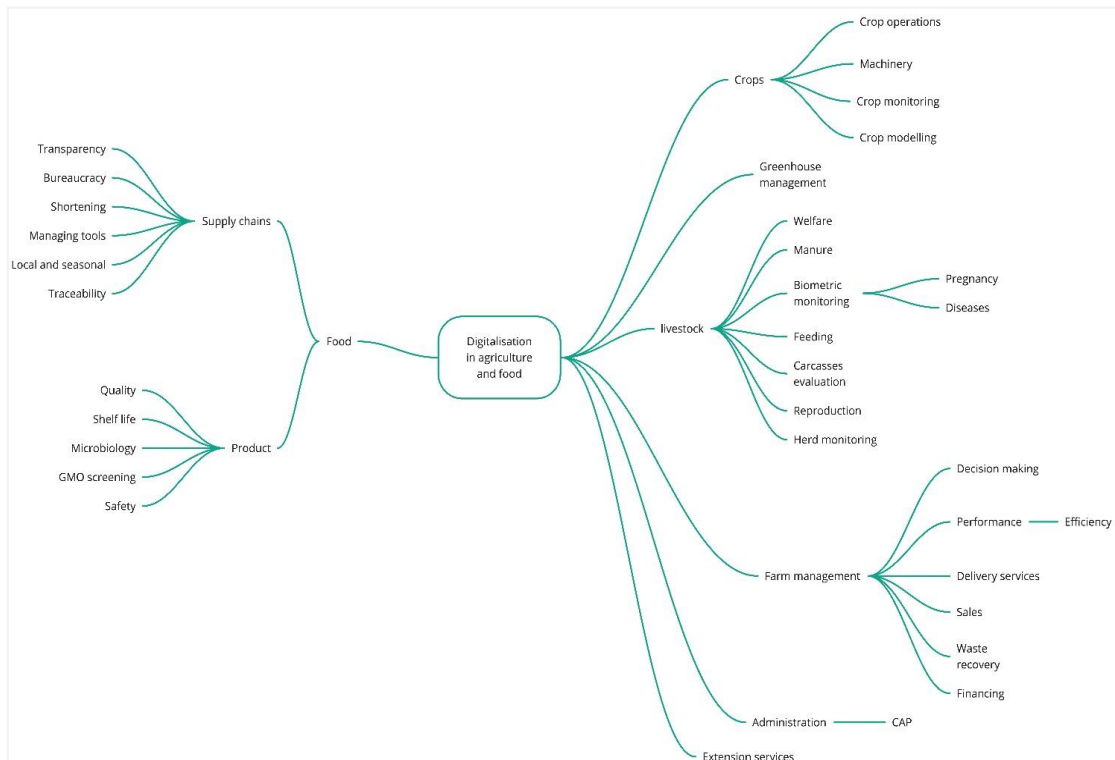 Digitalisation
in agriculture
and food
Food
Supply chains
Transparency
Bureaucracy
Shortening
Managing tools
Local and seasonal
Traceability
Product
Quality
Shelf life
Microbiology
GMO screening
Safety
Crops
Crop operations
Machinery
Crop monitoring
Crop modelling
Greenhouse
management
livestock
Welfare
Manure
Biometric
monitoring
Pregnancy
Diseases
Feeding
Carcasses
evaluation
Reproduction
Herd monitoring
Farm management
Decision making
Performance
Efficiency
Delivery services
Sales
Waste
recovery
Financing
Administration
CAP
Extension services